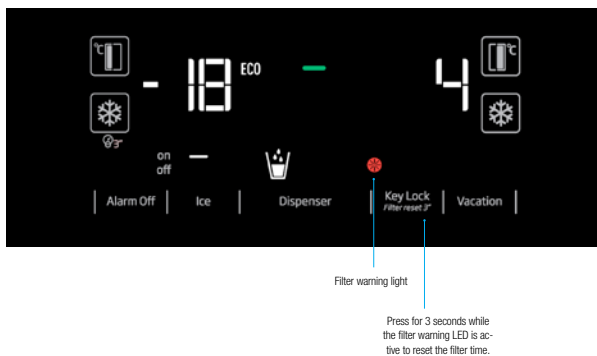 °C °C
- 18 ECO 4
3"
on
off
Alarm Off Ice Dispenser Key Lock Vacation
Filter reset 3"
Filter warning light
Press for 3 seconds while
the filter warning LED is ac-
tive to reset the filter time.